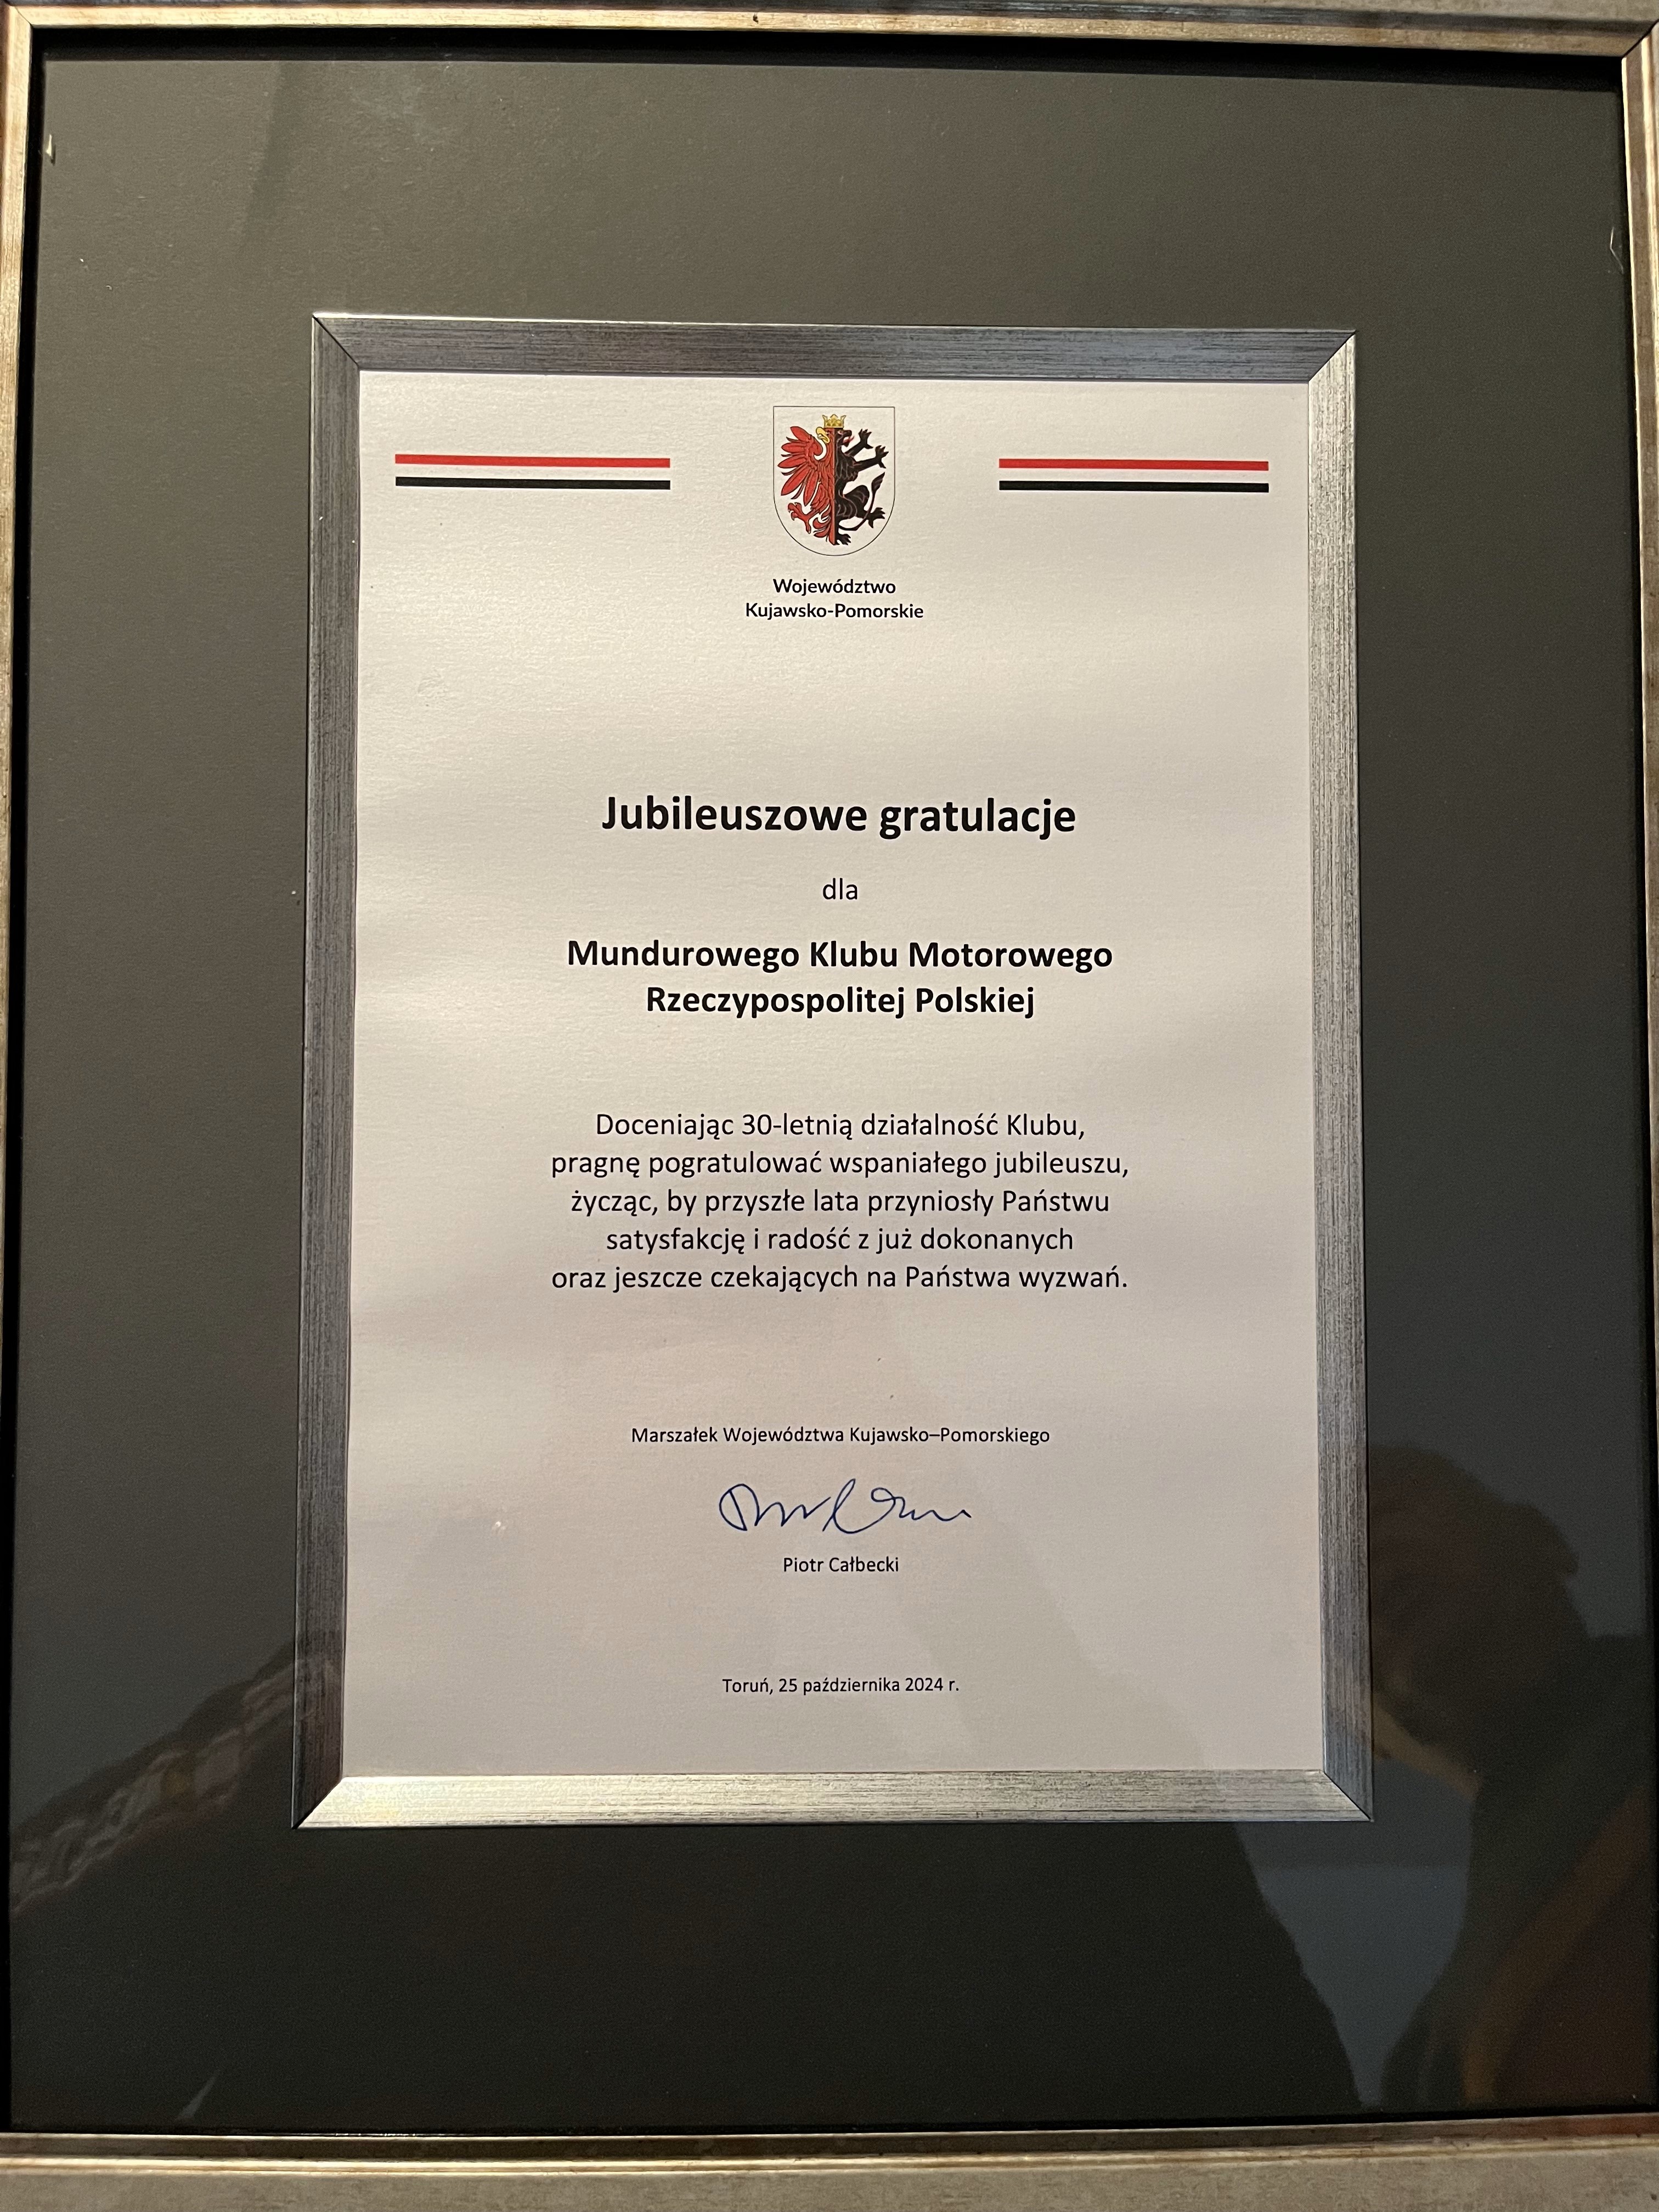 Województwo
Kujawsko-Pomorskie
Jubileuszowe gratulacje
dla
Mundurowego Klubu Motorowego
Rzeczypospolitej Polskiej
Doceniając 30-letnią działalność Klubu,
pragnę pogratulować wspaniałego jubileuszu,
życząc, by przyszłe lata przyniosły Państwu
satysfakcję i radość z już dokonanych
oraz jeszcze czekających na Państwa wyzwań.
Marszałek Województwa Kujawsko–Pomorskiego
Piotr Całbecki
Toruń, 25 października 2024 r.